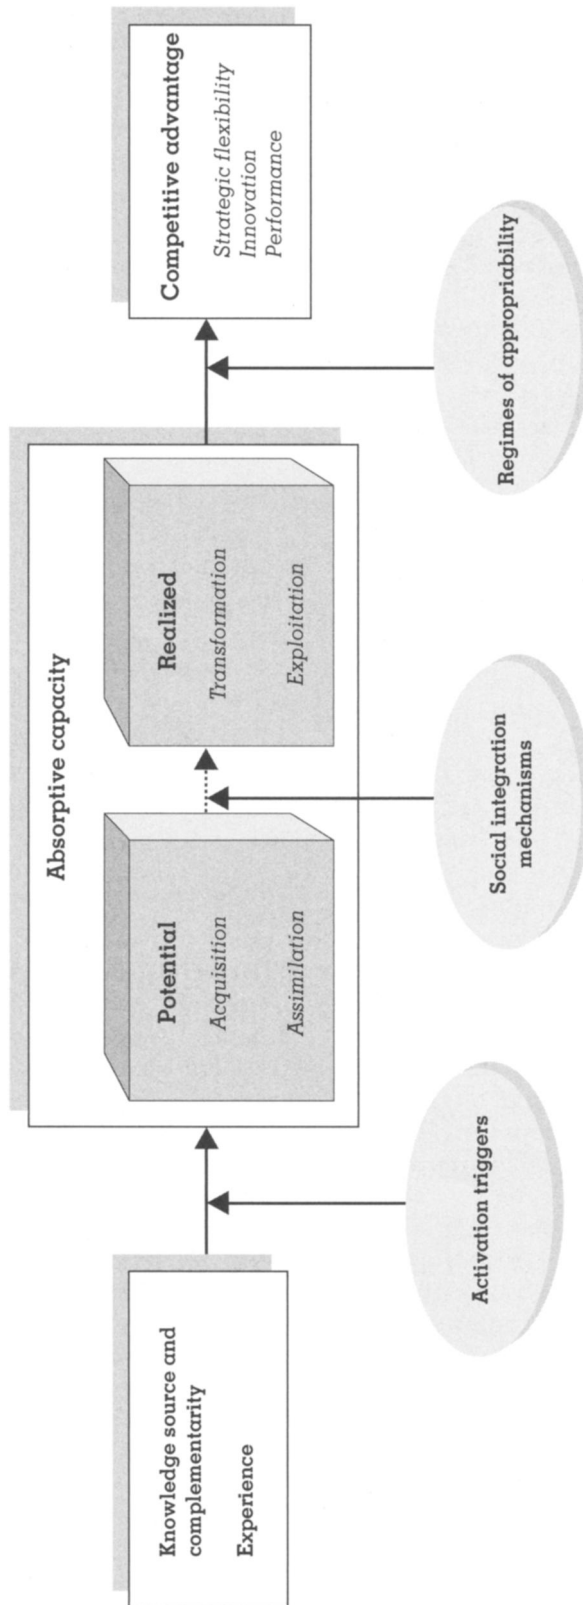 Knowledge source and
complementarity
Experience
Activation triggers
Absorptive capacity
Potential
Acquisition
Assimilation
Social integration
mechanisms
Realized
Transformation
Exploitation
Regimes of appropriability
Competitive advantage
Strategic flexibility
Innovation
Performance